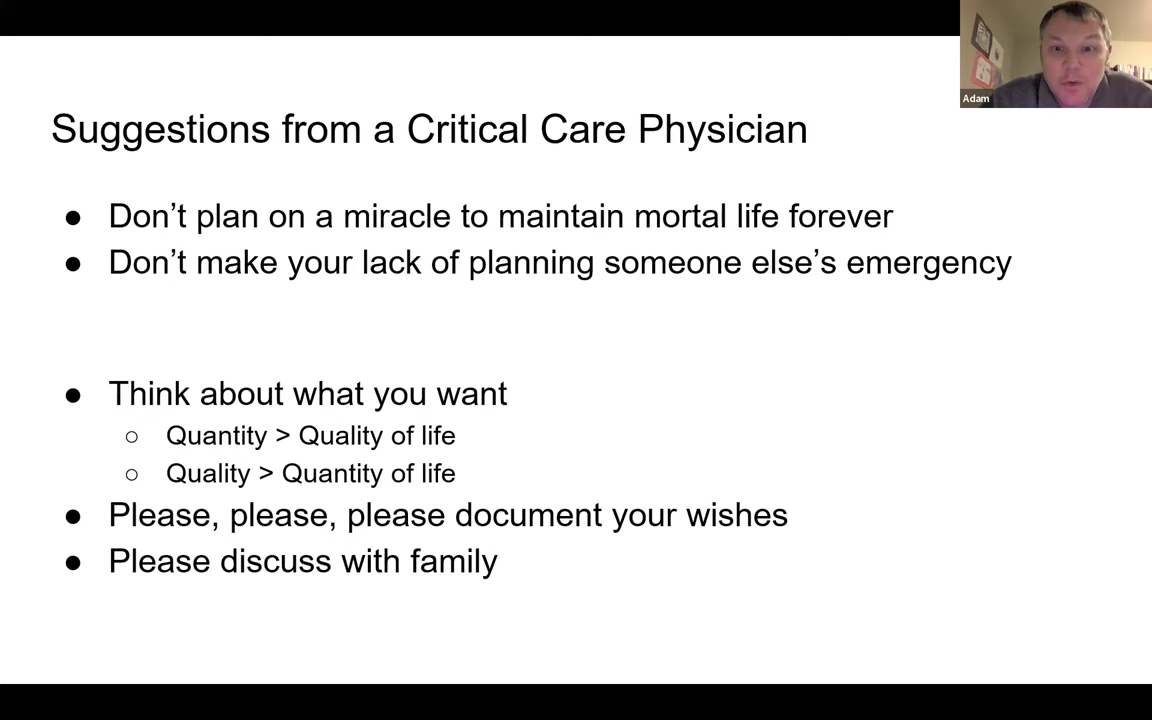 Adam
Suggestions from a Critical Care Physician
● Don’t plan on a miracle to maintain mortal life forever
● Don’t make your lack of planning someone else’s emergency
● Think about what you want
○ Quantity > Quality of life
○ Quality > Quantity of life
● Please, please, please document your wishes
● Please discuss with family